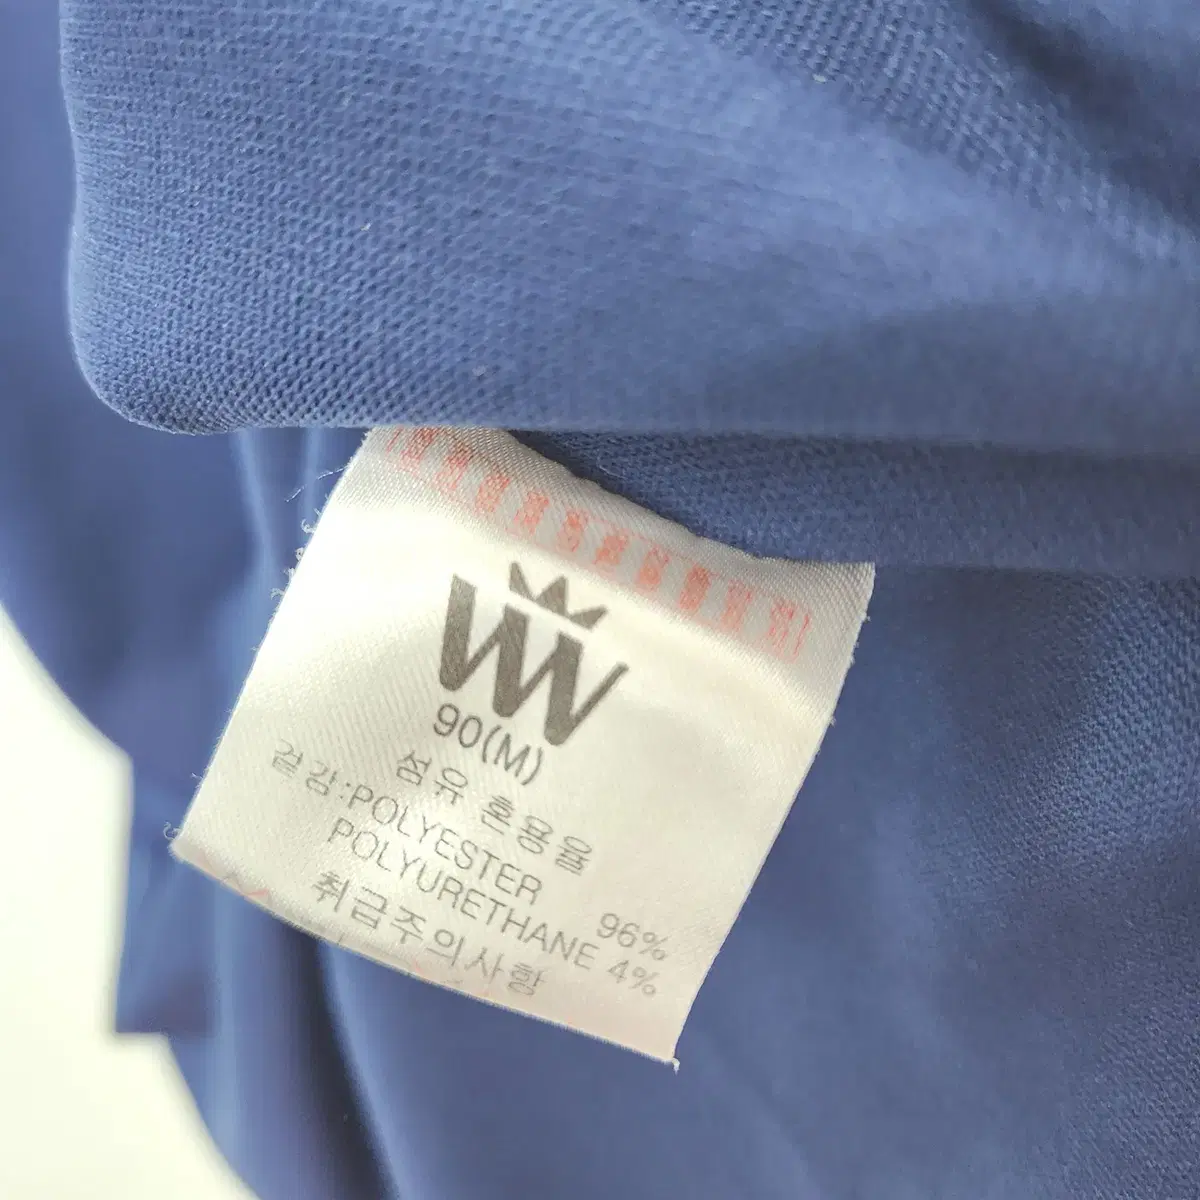 W
90(M)
섬유 혼용율
겉감:POLYESTER 96%
POLYURETHANE 4%
취급주의사항